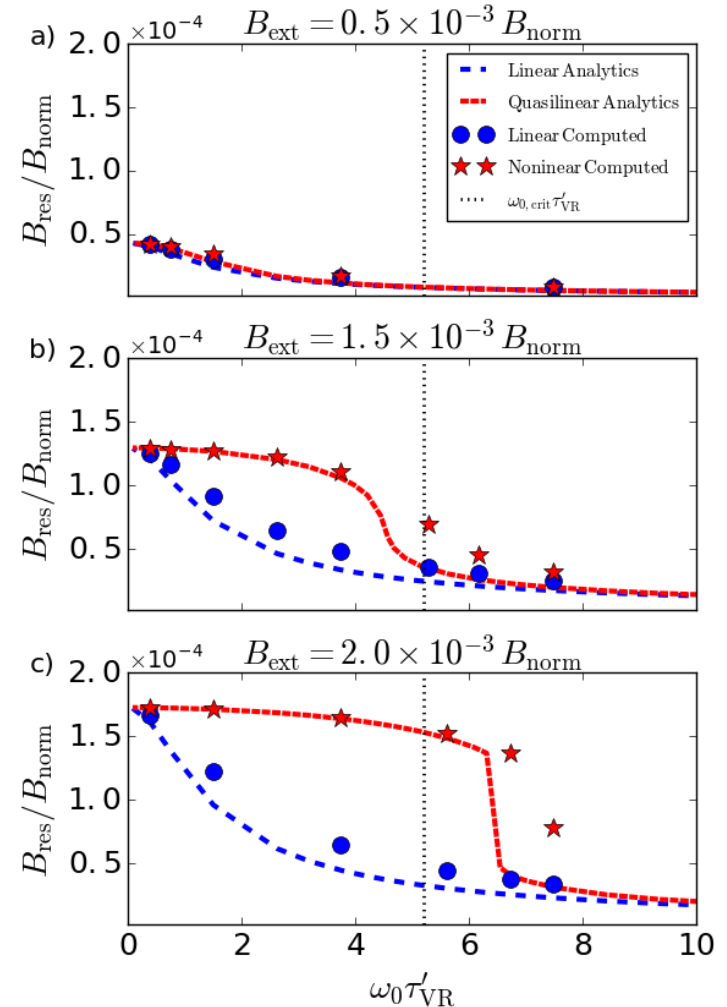 a) ×10⁻⁴ B_ext = 0.5 × 10⁻³ B_norm
2.0
1.5
1.0
0.5
B_res/B_norm
Linear Analytics
Quasilinear Analytics
Linear Computed
Noninear Computed
ω_0,crit τ′_VR
b) ×10⁻⁴ B_ext = 1.5 × 10⁻³ B_norm
2.0
1.5
1.0
0.5
B_res/B_norm
c) ×10⁻⁴ B_ext = 2.0 × 10⁻³ B_norm
2.0
1.5
1.0
0.5
B_res/B_norm
0 2 4 6 8 10
ω_0 τ′_VR